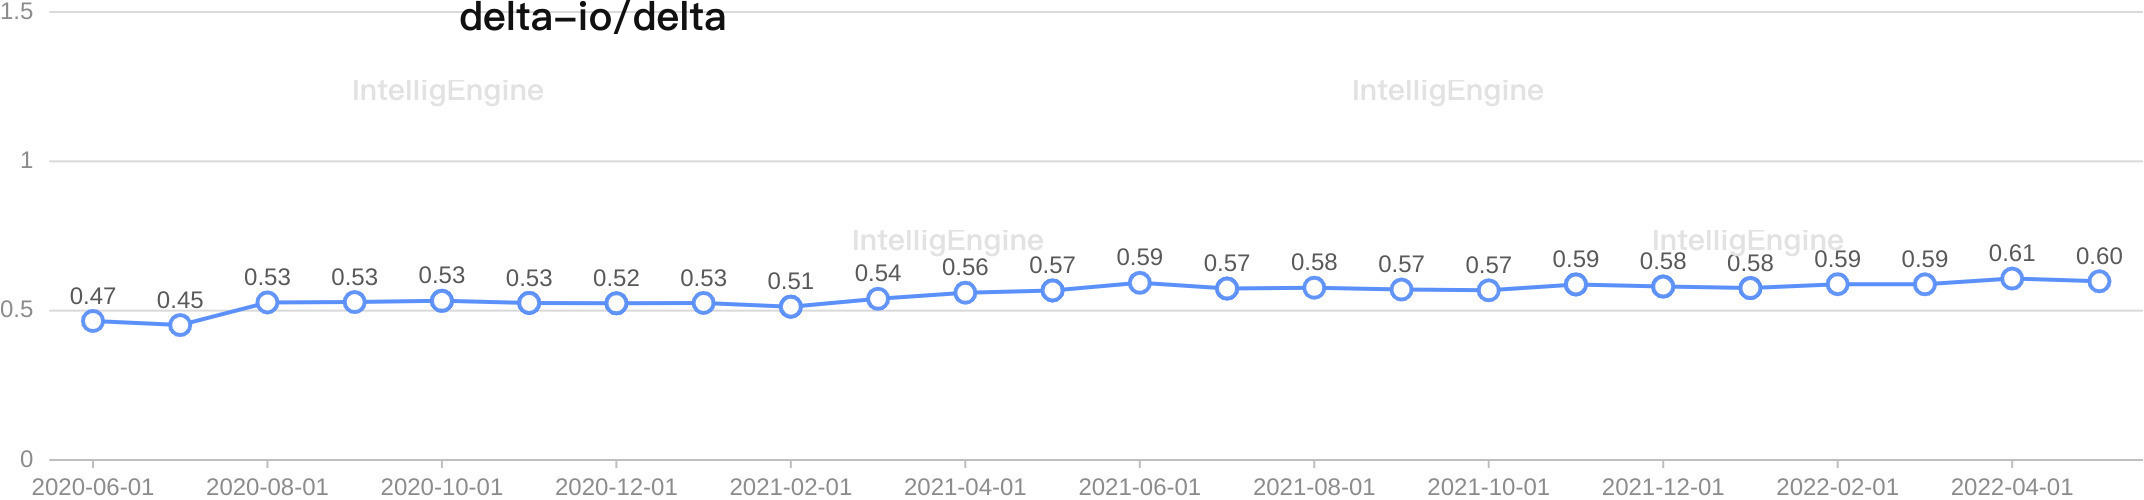 delta–io/delta
1.5
IntelligEngine IntelligEngine
1
IntelligEngine IntelligEngine
0.47 0.45 0.53 0.53 0.53 0.53 0.52 0.53 0.51 0.54 0.56 0.57 0.59 0.57 0.58 0.57 0.57 0.59 0.58 0.58 0.59 0.59 0.61 0.60
0.5
0
2020-06-01 2020-08-01 2020-10-01 2020-12-01 2021-02-01 2021-04-01 2021-06-01 2021-08-01 2021-10-01 2021-12-01 2022-02-01 2022-04-01